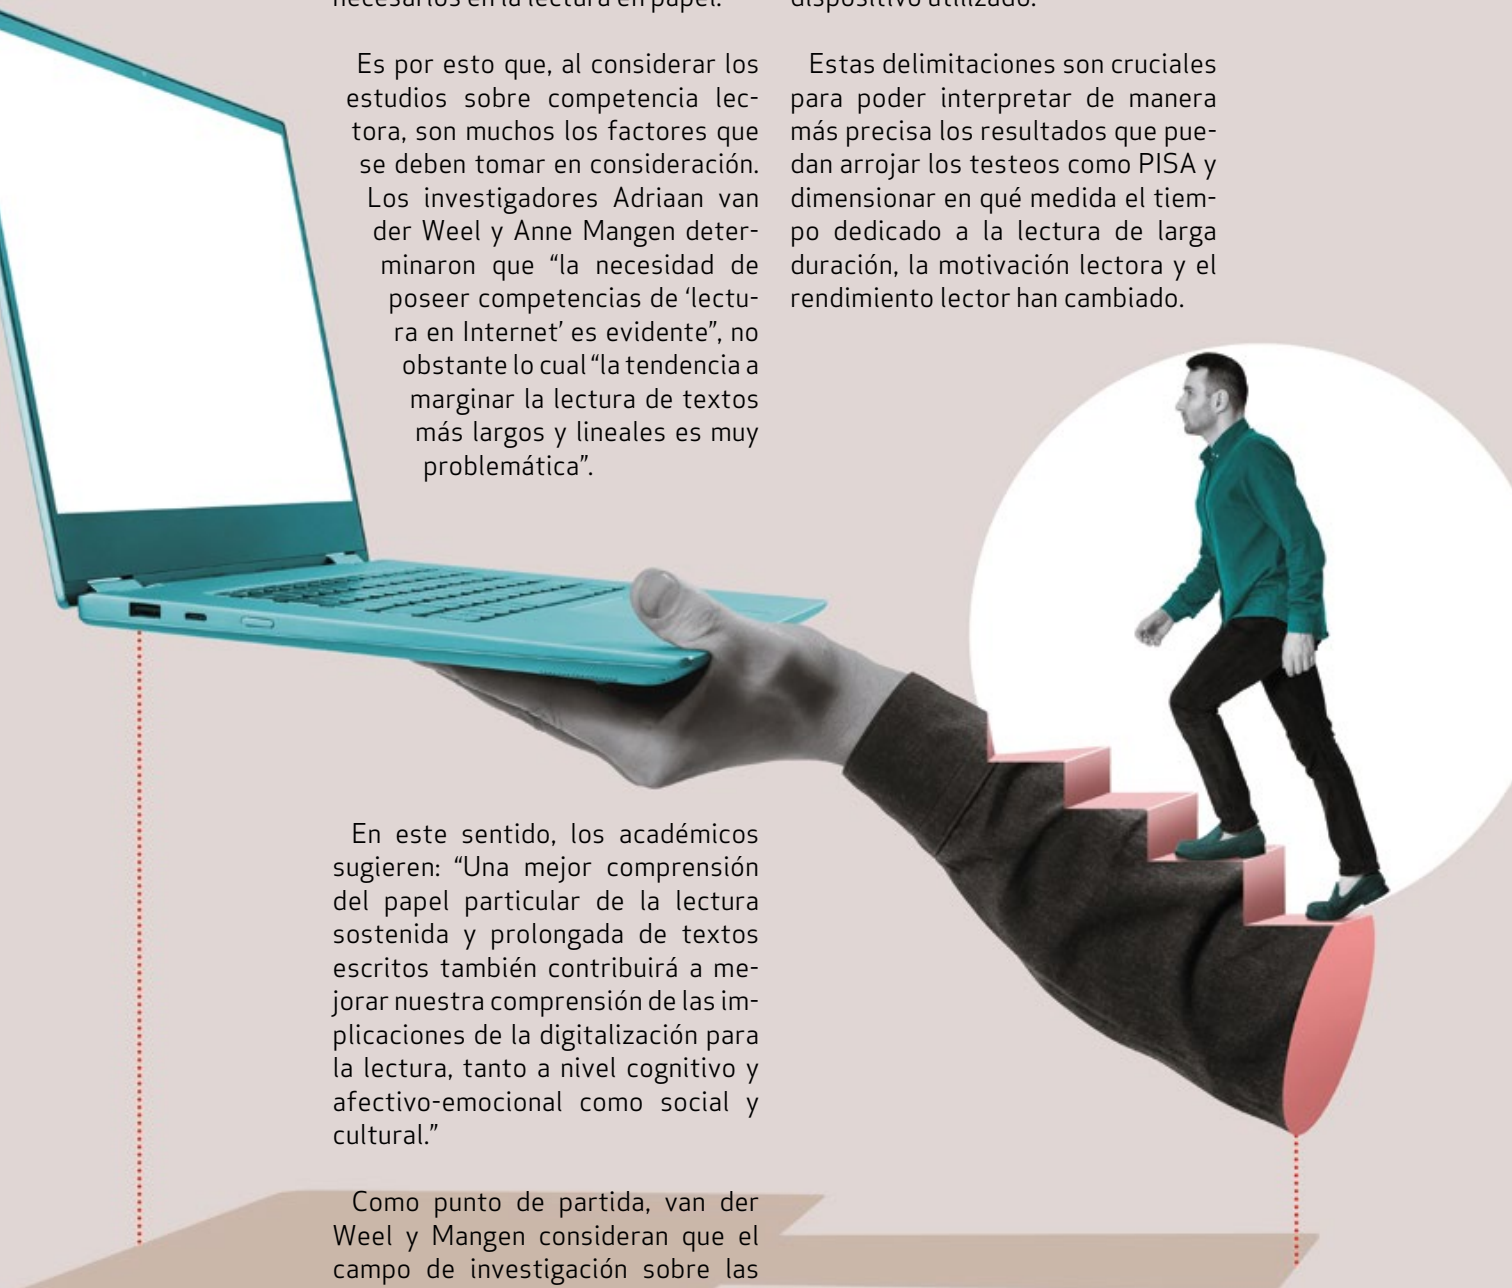 necesarios en la lectura en papel.
Es por esto que, al considerar los
estudios sobre competencia lec-
tora, son muchos los factores que
se deben tomar en consideración.
Los investigadores Adriaan van
der Weel y Anne Mangen deter-
minaron que “la necesidad de
poseer competencias de ‘lectu-
ra en Internet’ es evidente”, no
obstante lo cual “la tendencia a
marginar la lectura de textos
más largos y lineales es muy
problemática”.
En este sentido, los académicos
sugieren: “Una mejor comprensión
del papel particular de la lectura
sostenida y prolongada de textos
escritos también contribuirá a me-
jorar nuestra comprensión de las im-
plicaciones de la digitalización para
la lectura, tanto a nivel cognitivo y
afectivo-emocional como social y
cultural.”
Como punto de partida, van der
Weel y Mangen consideran que el
campo de investigación sobre las
dispositivo utilizado.
Estas delimitaciones son cruciales
para poder interpretar de manera
más precisa los resultados que pue-
dan arrojar los testeos como PISA y
dimensionar en qué medida el tiem-
po dedicado a la lectura de larga
duración, la motivación lectora y el
rendimiento lector han cambiado.